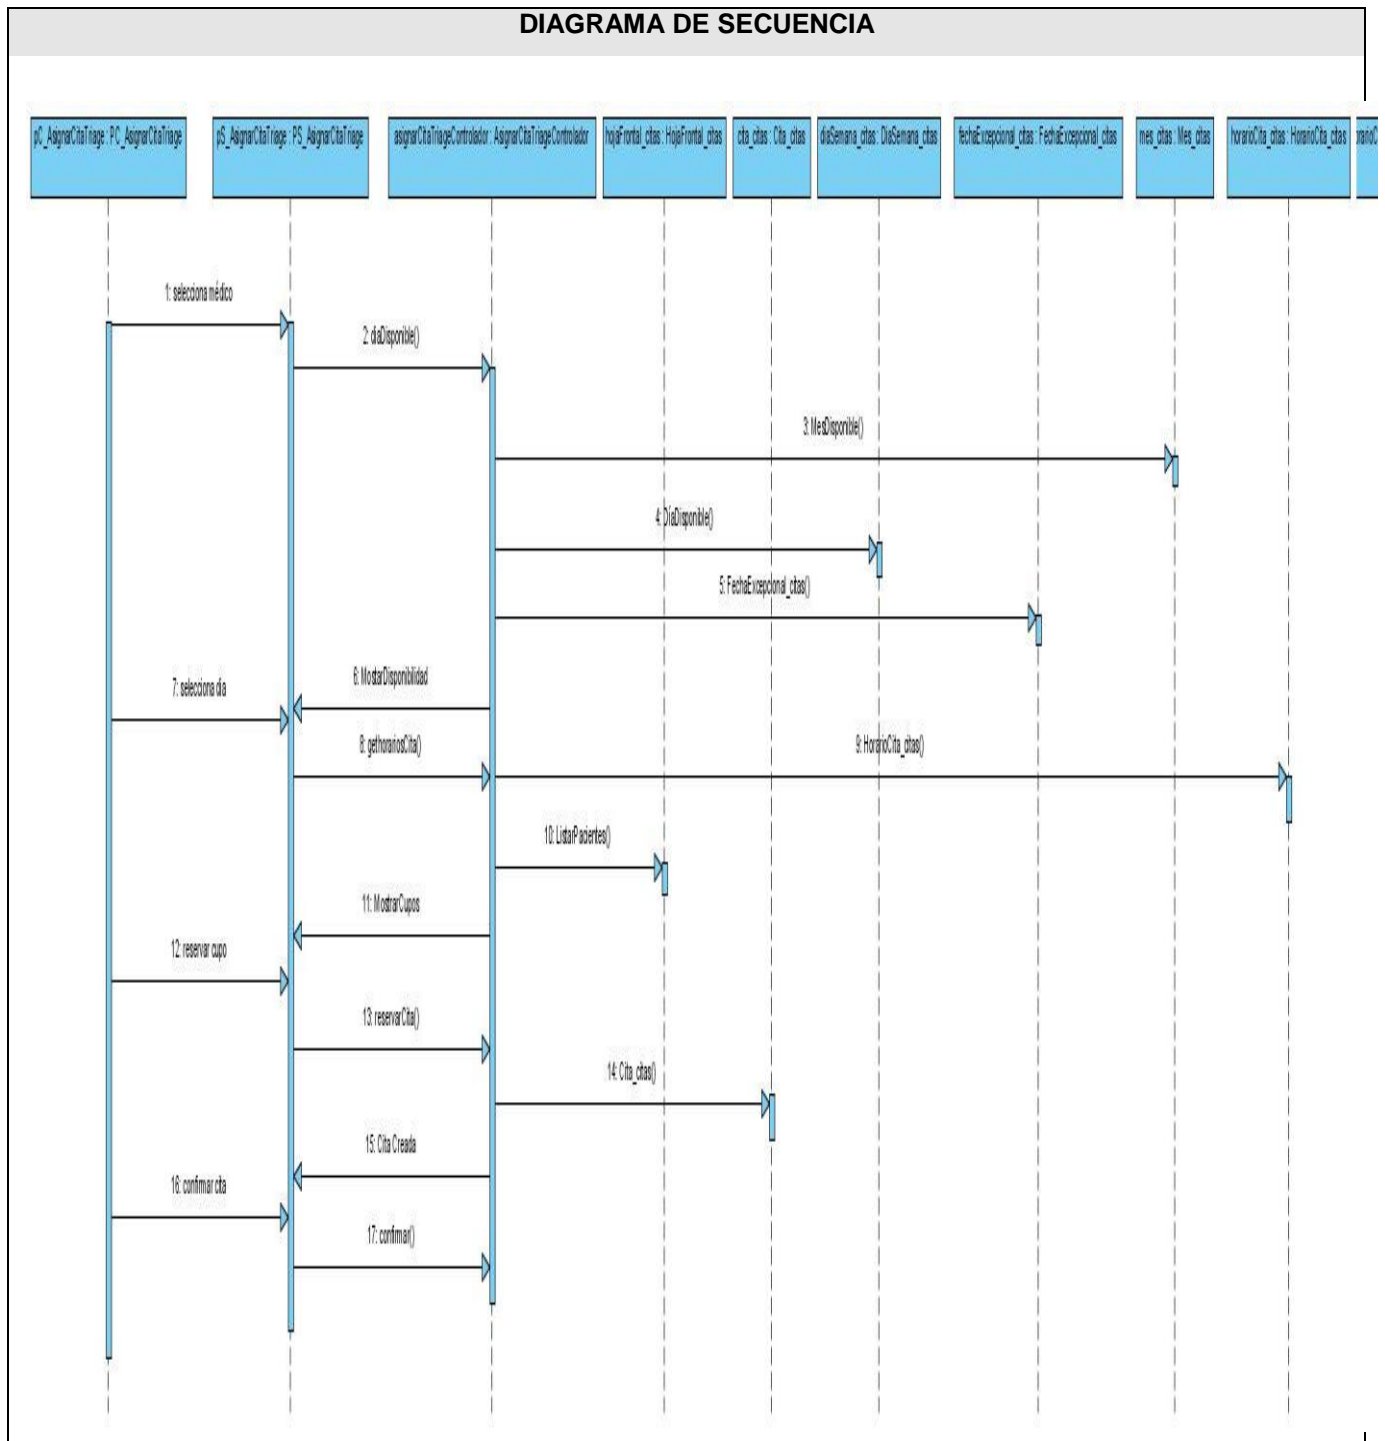 DIAGRAMA DE SECUENCIA
pC_AsignarCitaTriage : PC_AsignarCitaTriage
pS_AsignarCitaTriage : PS_AsignarCitaTriage
asignarCitaTriageControlador : AsignarCitaTriageControlador
hojaFrontal_citas : HojaFrontal_citas
cita_citas : Cita_citas
diaSemana_citas : DiaSemana_citas
fechaExcepcional_citas : FechaExcepcional_citas
mes_citas : Mes_citas
horarioCita_citas : HorarioCita_citas
1: selecciona médico
2: diaDisponible()
3: MesDisponible()
4: DíaDisponible()
5: FechaExcepcional_citas()
6: MostarDisponibilidad
7: selecciona día
8: gethorariosCita()
9: HorarioCita_citas()
10: ListarPacientes()
11: MostrarCupos
12: reservar cupo
13: reservarCita()
14: Cita_citas()
15: Cita Creada
16: confirmar cita
17: confirmar()